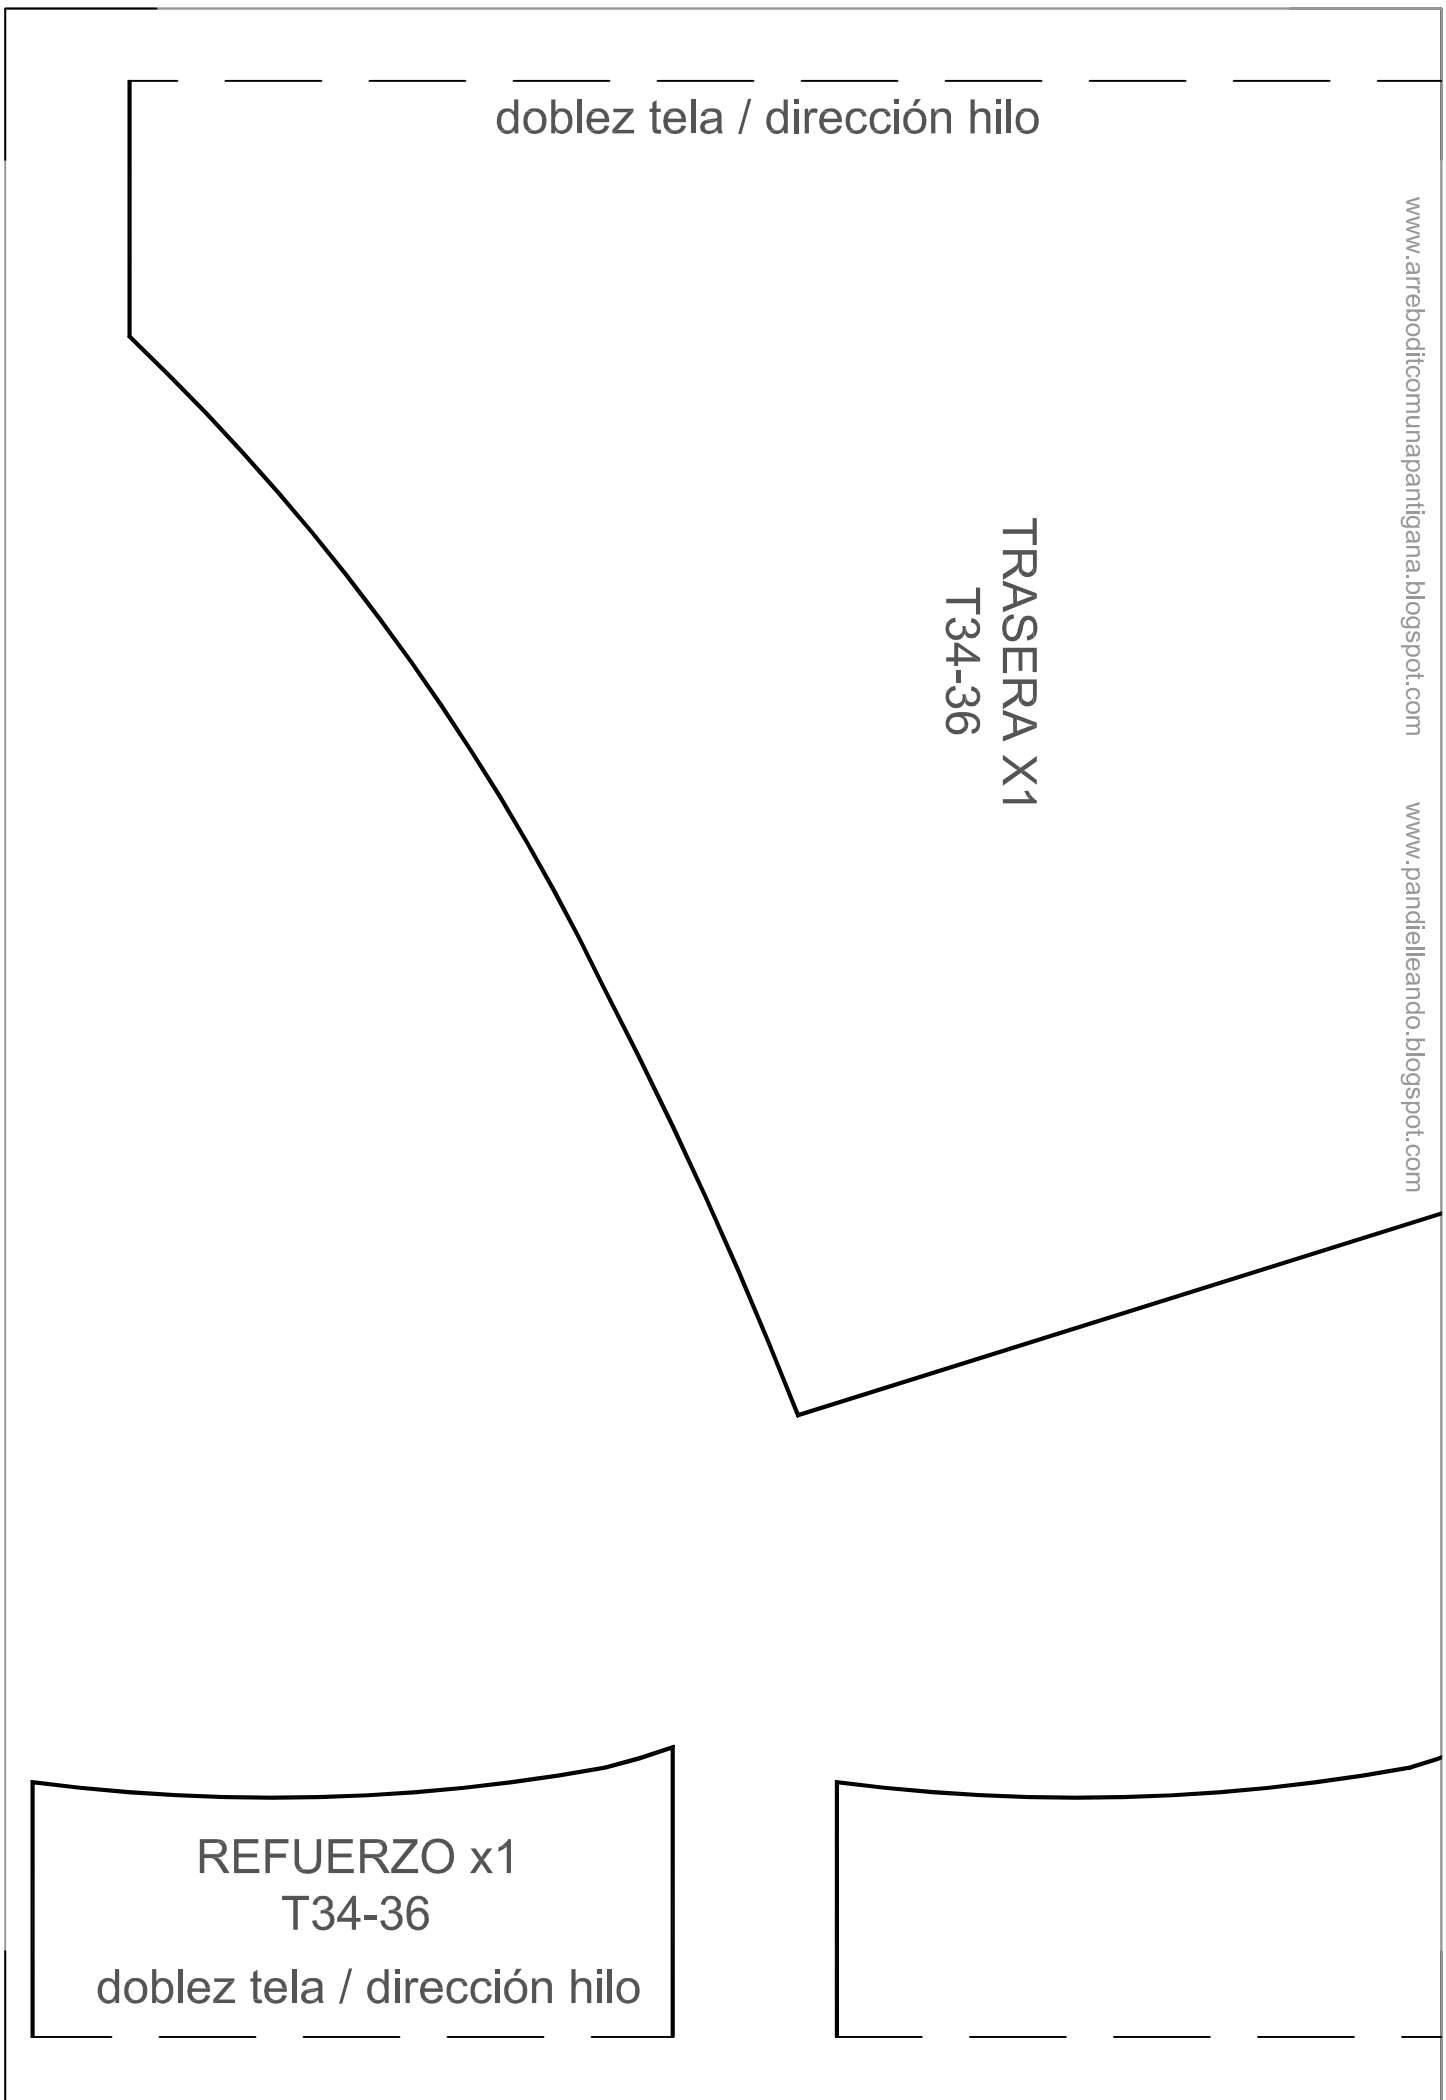 doblez tela / dirección hilo
www.arreboditcomunapantigana.blogspot.com
www.pandielleando.blogspot.com
TRASERA X1
T34-36
REFUERZO x1
T34-36
doblez tela / dirección hilo